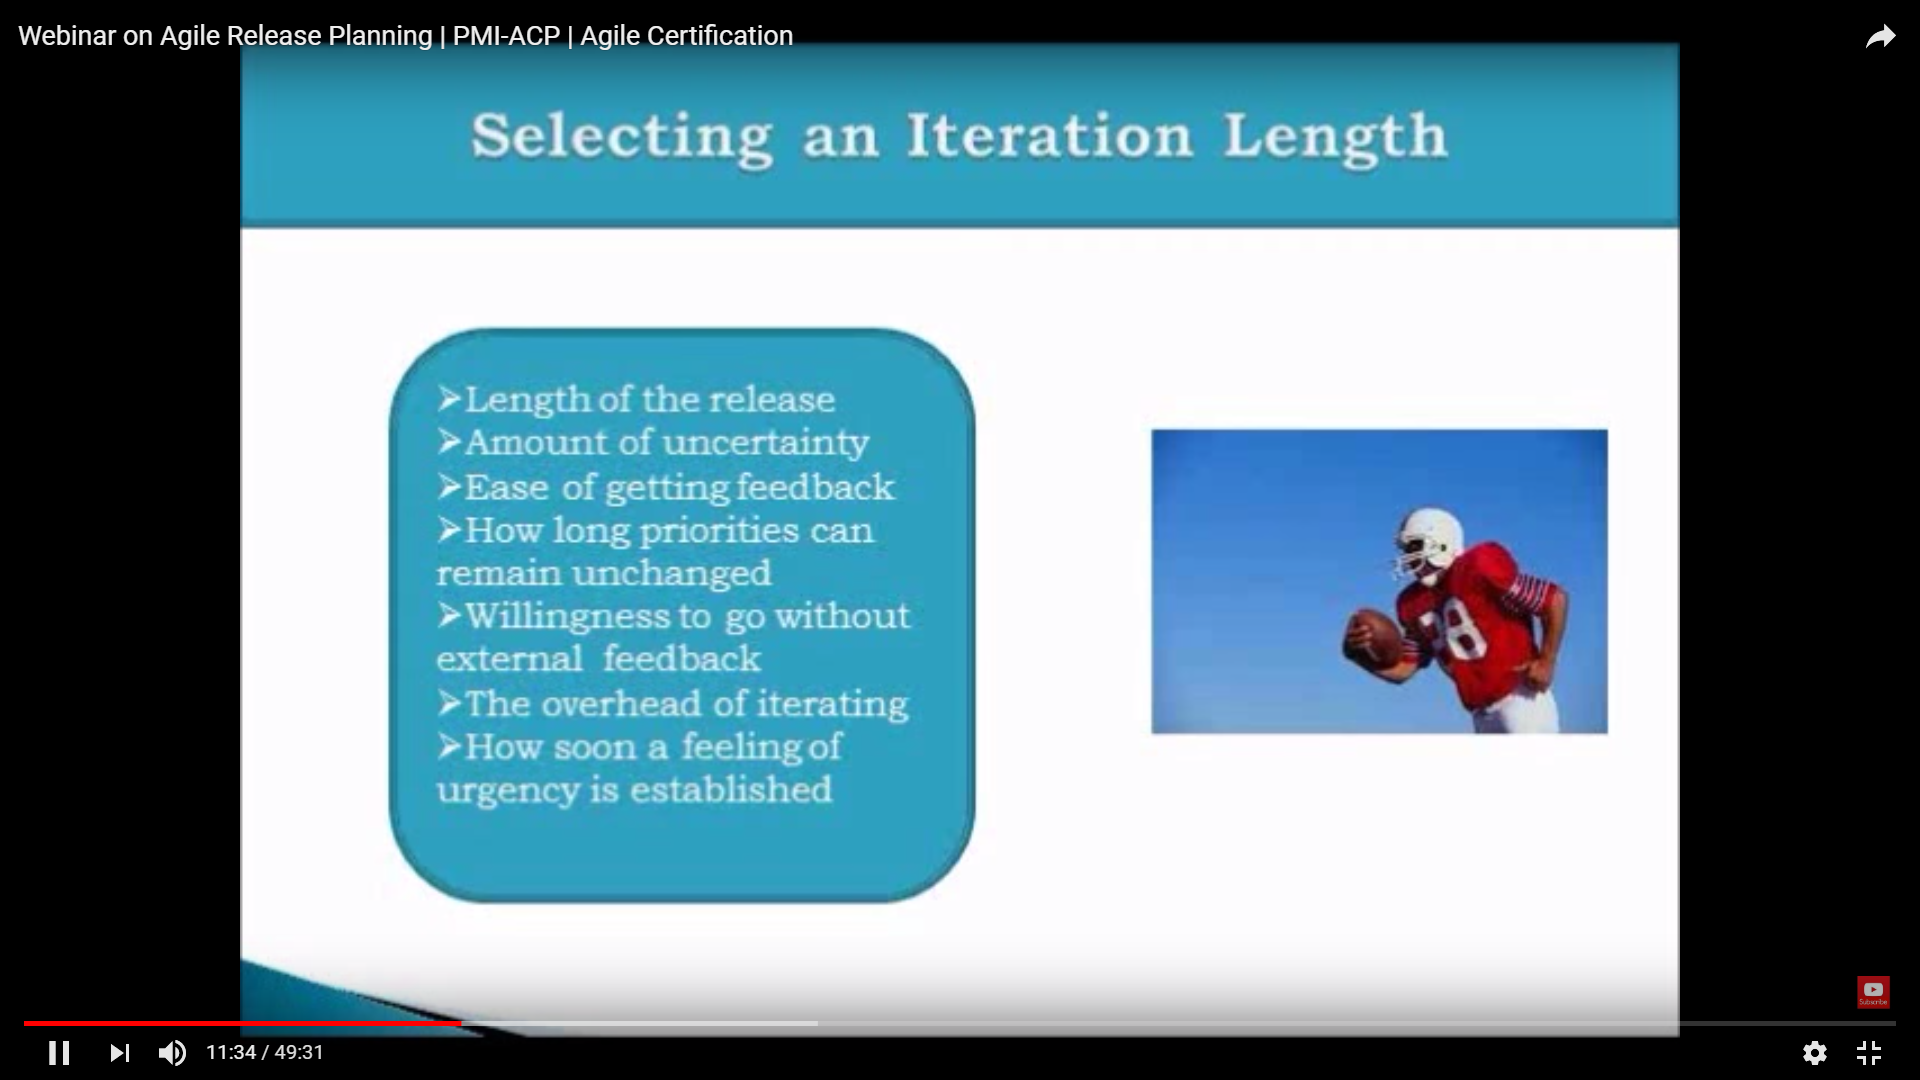 Webinar on Agile Release Planning | PMI-ACP | Agile Certification
Selecting an Iteration Length
➢Length of the release
➢Amount of uncertainty
➢Ease of getting feedback
➢How long priorities can
remain unchanged
➢Willingness to go without
external feedback
➢The overhead of iterating
➢How soon a feeling of
urgency is established
28
Subscribe
11:34 / 49:31